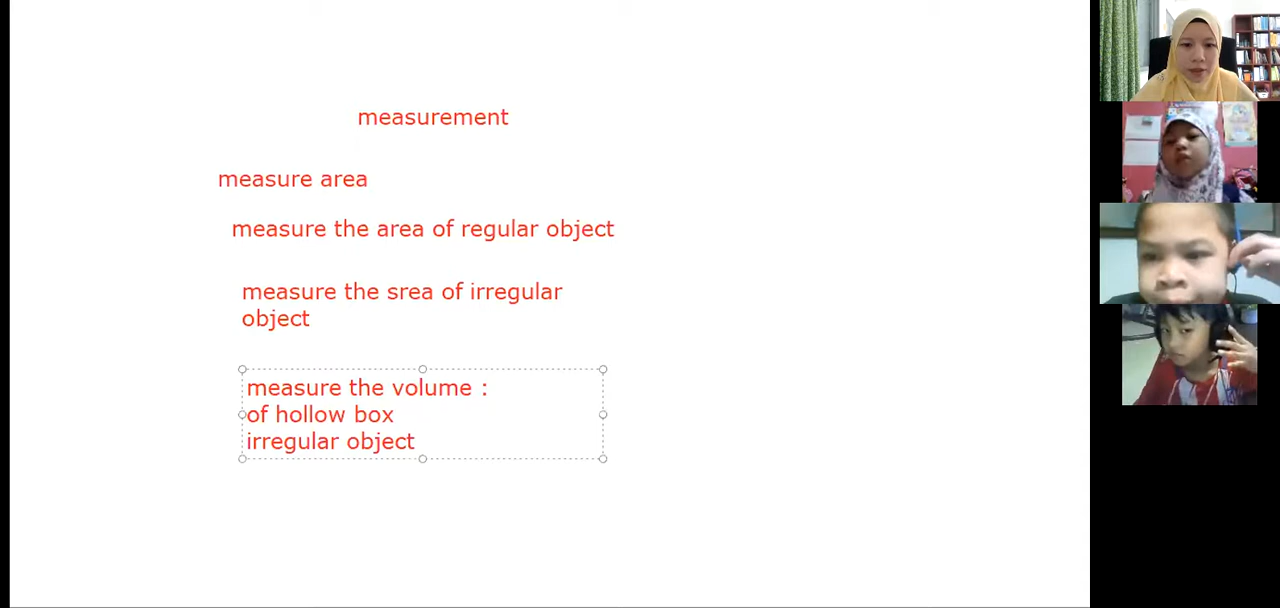 measurement
measure area
measure the area of regular object
measure the srea of irregular
object
measure the volume :
of hollow box
irregular object